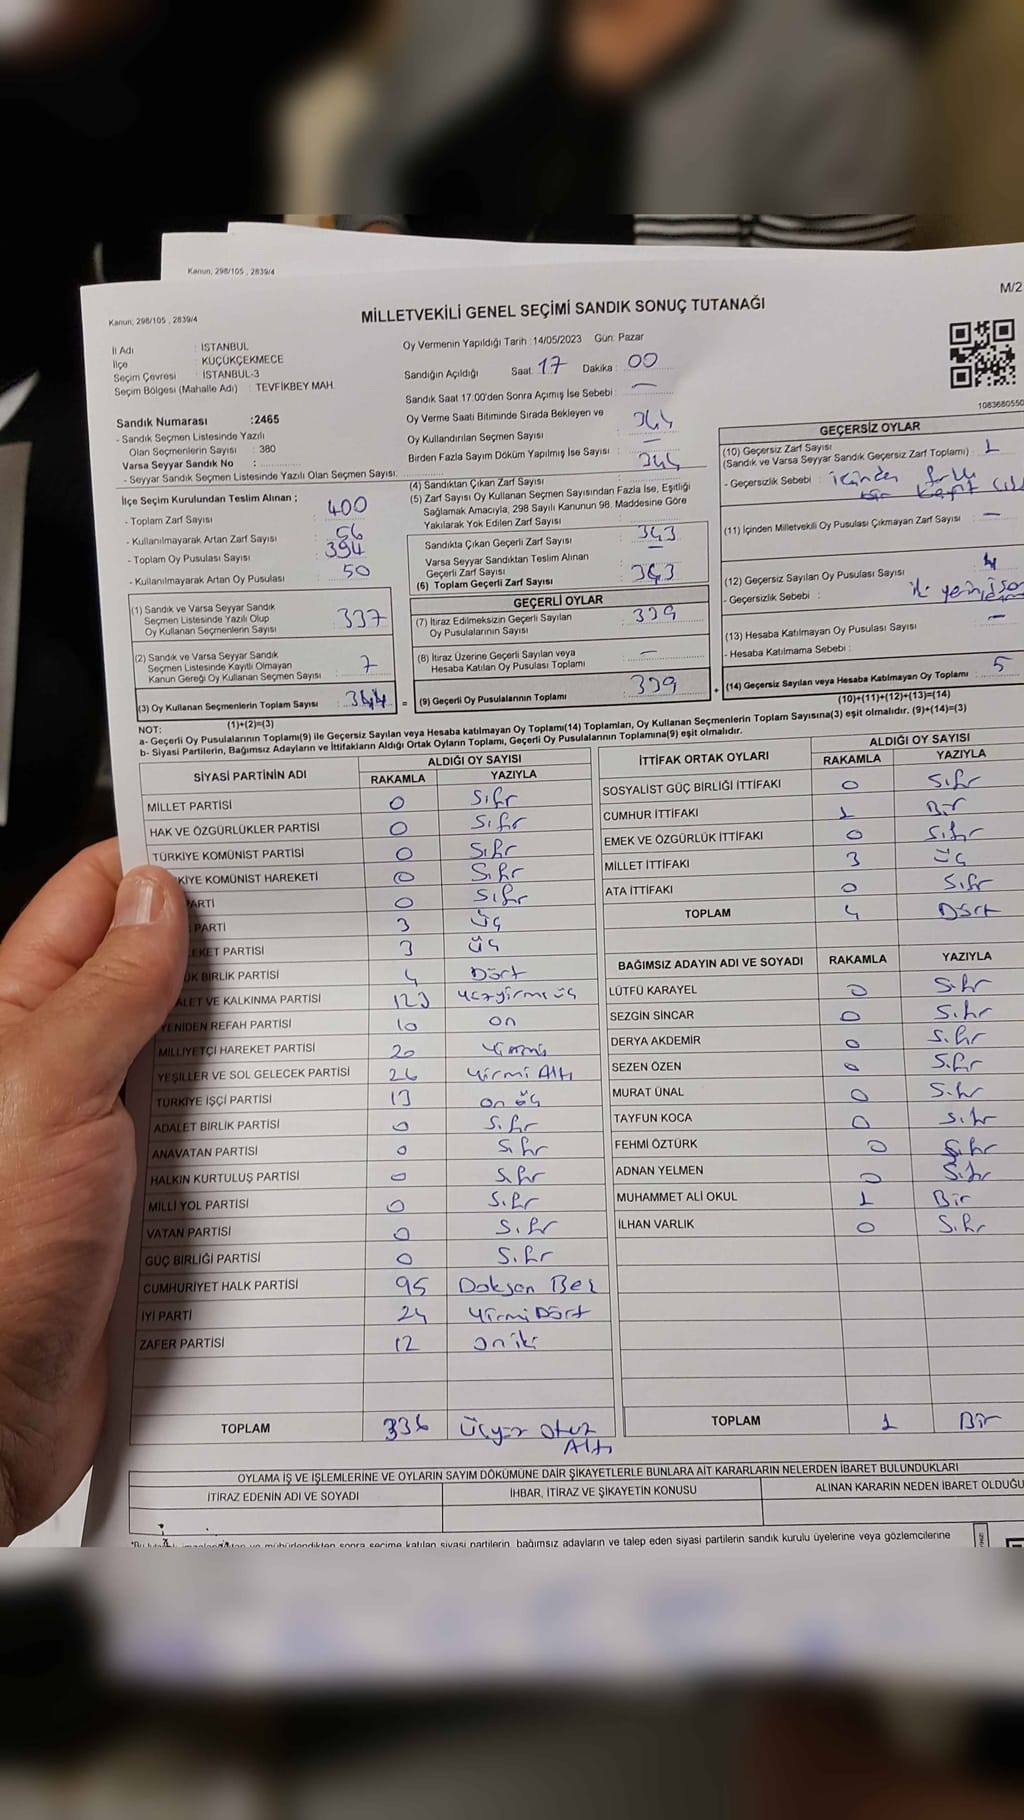 Kanun; 298/105 , 2839/4
Kanun; 298/105 , 2839/4
M/2
MİLLETVEKİLİ GENEL SEÇİMİ SANDIK SONUÇ TUTANAĞI
İl Adı : İSTANBUL
İlçe : KÜÇÜKÇEKMECE
Seçim Çevresi : İSTANBUL-3
Seçim Bölgesi (Mahalle Adı) : TEVFİKBEY MAH.
Oy Vermenin Yapıldığı Tarih :14/05/2023 Gün: Pazar
Sandığın Açıldığı Saat: 17 Dakika : 00
Sandık Saat 17:00'den Sonra Açımış İse Sebebi : —
Oy Verme Saati Bitiminde Sırada Bekleyen ve
Oy Kullandırılan Seçmen Sayısı : 344
Birden Fazla Sayım Döküm Yapılmış İse Sayısı : —
Sandık Numarası :2465
- Sandık Seçmen Listesinde Yazılı
Olan Seçmenlerin Sayısı : 380
Varsa Seyyar Sandık No :
- Seyyar Sandık Seçmen Listesinde Yazılı Olan Seçmen Sayısı:
İlçe Seçim Kurulundan Teslim Alınan ;
- Toplam Zarf Sayısı : 400
- Kullanılmayarak Artan Zarf Sayısı : 56
- Toplam Oy Pusulası Sayısı : 394
- Kullanılmayarak Artan Oy Pusulası : 50
(1) Sandık ve Varsa Seyyar Sandık
Seçmen Listesinde Yazılı Olup
Oy Kullanan Seçmenlerin Sayısı : 337
(2) Sandık ve Varsa Seyyar Sandık
Seçmen Listesinde Kayıtlı Olmayan
Kanun Gereği Oy Kullanan Seçmen Sayısı : 7
(3) Oy Kullanan Seçmenlerin Toplam Sayısı : 344
(1)+(2)=(3)
(4) Sandıktan Çıkan Zarf Sayısı : 344
(5) Zarf Sayısı Oy Kullanan Seçmen Sayısından Fazla İse, Eşitliği
Sağlamak Amacıyla, 298 Sayılı Kanunun 98. Maddesine Göre
Yakılarak Yok Edilen Zarf Sayısı :
Sandıkta Çıkan Geçerli Zarf Sayısı : 343
Varsa Seyyar Sandıktan Teslim Alınan
Geçerli Zarf Sayısı : —
(6) Toplam Geçerli Zarf Sayısı : 343
GEÇERLİ OYLAR
(7) İtiraz Edilmeksizin Geçerli Sayılan
Oy Pusulalarının Sayısı : 339
(8) İtiraz Üzerine Geçerli Sayılan veya
Hesaba Katılan Oy Pusulası Toplamı : —
= (9) Geçerli Oy Pusulalarının Toplamı : 339 +
1083680550
GEÇERSİZ OYLAR
(10) Geçersiz Zarf Sayısı
(Sandık ve Varsa Seyyar Sandık Geçersiz Zarf Toplamı) : 1
- Geçersizlik Sebebi : içinden
(11) İçinden Milletvekili Oy Pusulası Çıkmayan Zarf Sayısı : —
(12) Geçersiz Sayılan Oy Pusulası Sayısı : 4
- Geçersizlik Sebebi :
(13) Hesaba Katılmayan Oy Pusulası Sayısı : —
- Hesaba Katılmama Sebebi :
(14) Geçersiz Sayılan veya Hesaba Katılmayan Oy Toplamı : 5
(10)+(11)+(12)+(13)=(14)
NOT:
a- Geçerli Oy Pusulalarının Toplamı(9) ile Geçersiz Sayılan veya Hesaba katılmayan Oy Toplamı(14) Toplamları, Oy Kullanan Seçmenlerin Toplam Sayısına(3) eşit olmalıdır. (9)+(14)=(3)
b- Siyasi Partilerin, Bağımsız Adayların ve İttifakların Aldığı Ortak Oyların Toplamı, Geçerli Oy Pusulalarının Toplamına(9) eşit olmalıdır.
SİYASİ PARTİNİN ADI ALDIĞI OY SAYISI
RAKAMLA YAZIYLA
MİLLET PARTİSİ 0 Sıfır
HAK VE ÖZGÜRLÜKLER PARTİSİ 0 Sıfır
TÜRKİYE KOMÜNİST PARTİSİ 0 Sıfır
KİYE KOMÜNİST HAREKETİ 0 Sıfır
PARTİ 0 Sıfır
PARTİ 3 Üç
EKET PARTİSİ 3 Üç
BİRLİK PARTİSİ 4 Dört
ALET VE KALKINMA PARTİSİ 123 yüzyirmi üç
YENİDEN REFAH PARTİSİ 10 on
MİLLİYETÇİ HAREKET PARTİSİ 20 Yirmi
YEŞİLLER VE SOL GELECEK PARTİSİ 26 Yirmi Altı
TÜRKİYE İŞÇİ PARTİSİ 13 on üç
ADALET BİRLİK PARTİSİ 0 Sıfır
ANAVATAN PARTİSİ 0 Sıfır
HALKIN KURTULUŞ PARTİSİ 0 Sıfır
MİLLİ YOL PARTİSİ 0 Sıfır
VATAN PARTİSİ 0 Sıfır
GÜÇ BİRLİĞİ PARTİSİ 0 Sıfır
CUMHURİYET HALK PARTİSİ 95 Doksan Beş
İYİ PARTİ 24 Yirmi Dört
ZAFER PARTİSİ 12 on iki
TOPLAM 336 Üçyüz otuz
Altı
İTTİFAK ORTAK OYLARI ALDIĞI OY SAYISI
RAKAMLA YAZIYLA
SOSYALİST GÜÇ BİRLİĞİ İTTİFAKI 0 Sıfır
CUMHUR İTTİFAKI 1 Bir
EMEK VE ÖZGÜRLÜK İTTİFAKI 0 Sıfır
MİLLET İTTİFAKI 3 Üç
ATA İTTİFAKI 0 Sıfır
TOPLAM 4 Dört
BAĞIMSIZ ADAYIN ADI VE SOYADI RAKAMLA YAZIYLA
LÜTFÜ KARAYEL 0 Sıfır
SEZGİN SİNCAR 0 Sıfır
DERYA AKDEMİR 0 Sıfır
SEZEN ÖZEN 0 Sıfır
MURAT ÜNAL 0 Sıfır
TAYFUN KOCA 0 Sıfır
FEHMİ ÖZTÜRK 0 Sıfır
ADNAN YELMEN 0 Sıfır
MUHAMMET ALİ OKUL 1 Bir
İLHAN VARLIK 0 Sıfır
TOPLAM 1 Bir
OYLAMA İŞ VE İŞLEMLERİNE VE OYLARIN SAYIM DÖKÜMÜNE DAİR ŞİKAYETLERLE BUNLARA AİT KARARLARIN NELERDEN İBARET BULUNDUKLARI
İTİRAZ EDENİN ADI VE SOYADI İHBAR, İTİRAZ VE ŞİKAYETİN KONUSU ALINAN KARARIN NEDEN İBARET OLDUĞU
sonra seçime katılan siyasi partilerin, bağımsız adayların ve talep eden siyasi partilerin sandık kurulu üyelerine veya gözlemcilerine